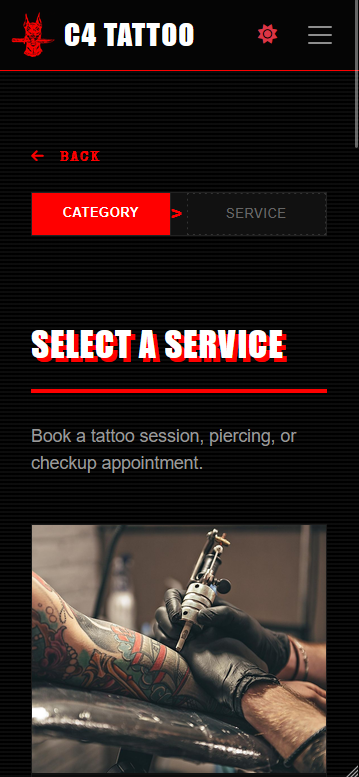 C4 TATTOO
← BACK
CATEGORY > SERVICE
SELECT A SERVICE
Book a tattoo session, piercing, or
checkup appointment.